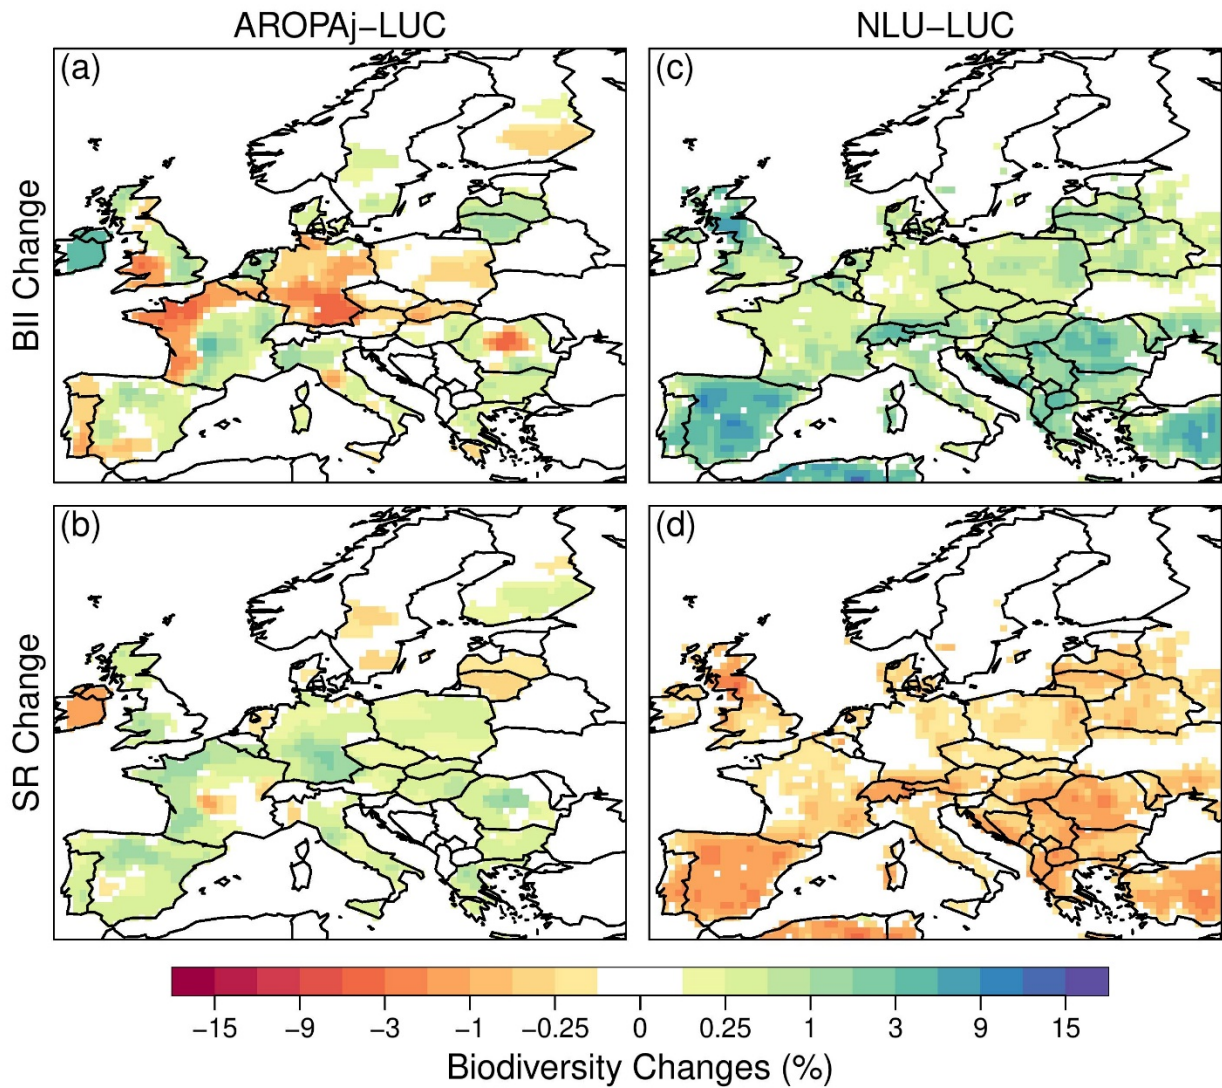 AROPAj−LUC
NLU−LUC
(a)
(c)
BII Change
(b)
(d)
SR Change
−15 −9 −3 −1 −0.25 0 0.25 1 3 9 15
Biodiversity Changes (%)